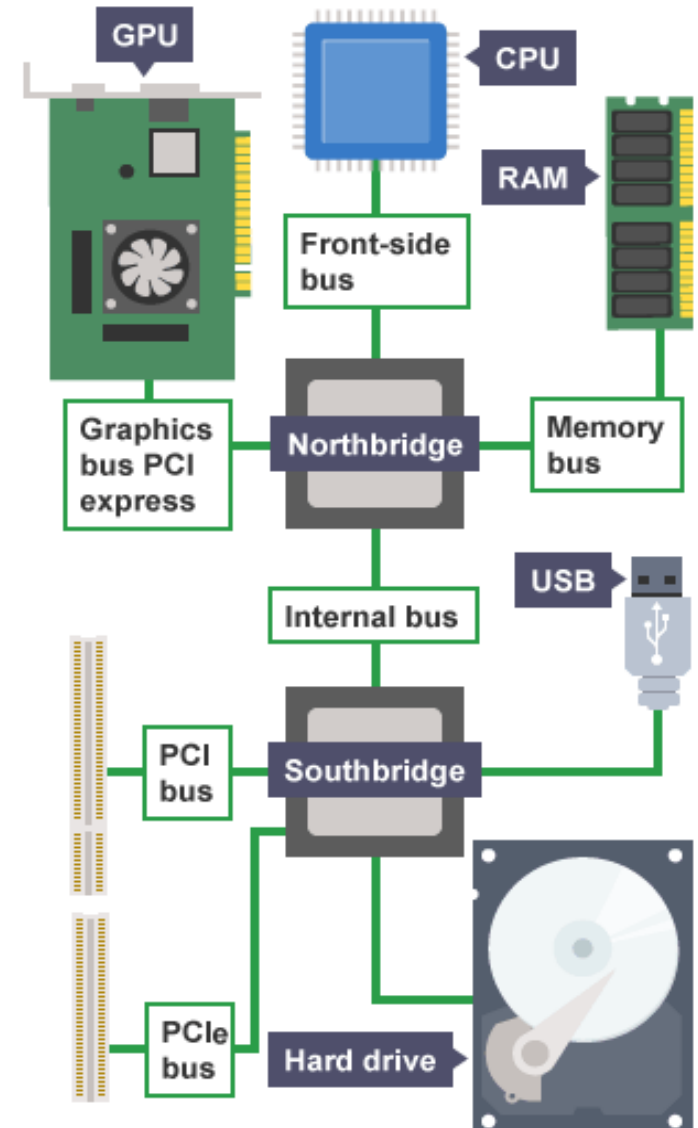 GPU
CPU
RAM
Front-side
bus
Graphics
bus PCI
express
Northbridge
Memory
bus
USB
Internal bus
PCI
bus
Southbridge
PCIe
bus
Hard drive